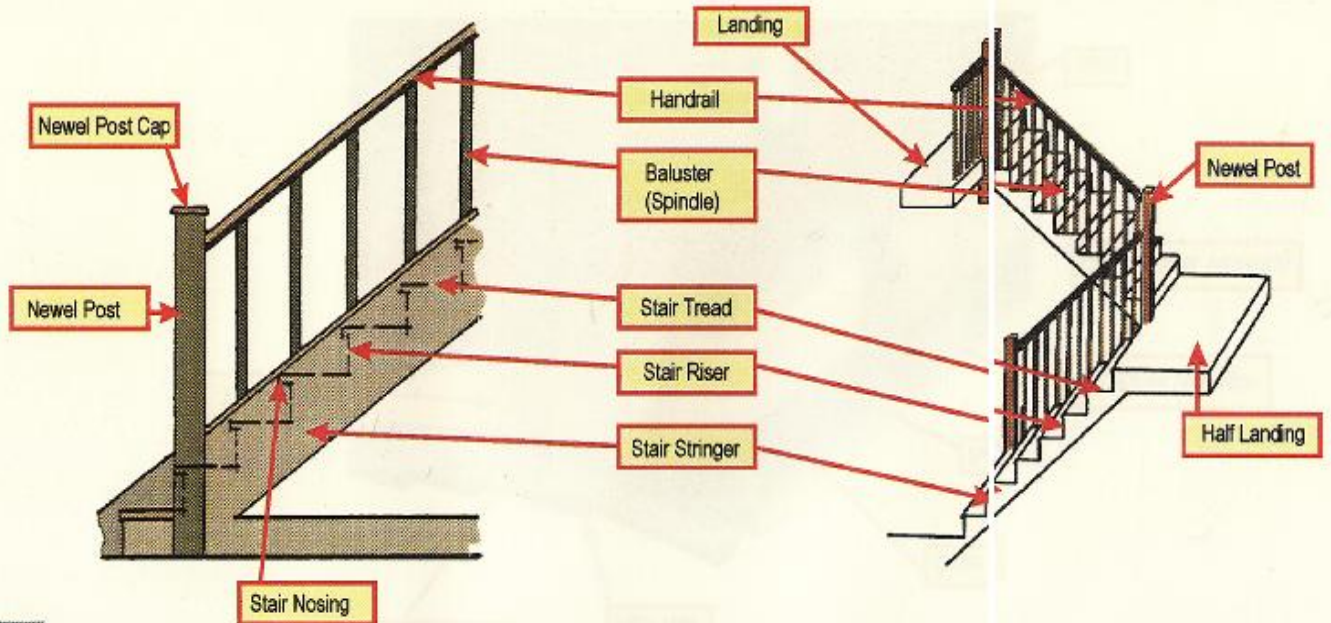 Landing
Handrail
Newel Post Cap
Baluster
(Spindle)
Newel Post
Newel Post
Stair Tread
Stair Riser
Stair Stringer
Half Landing
Stair Nosing